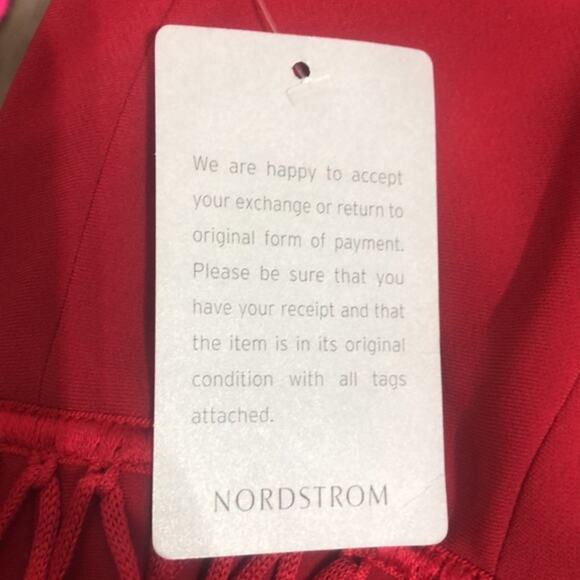 We are happy to accept
your exchange or return to
original form of payment.
Please be sure that you
have your receipt and that
the item is in its original
condition with all tags
attached.
NORDSTROM